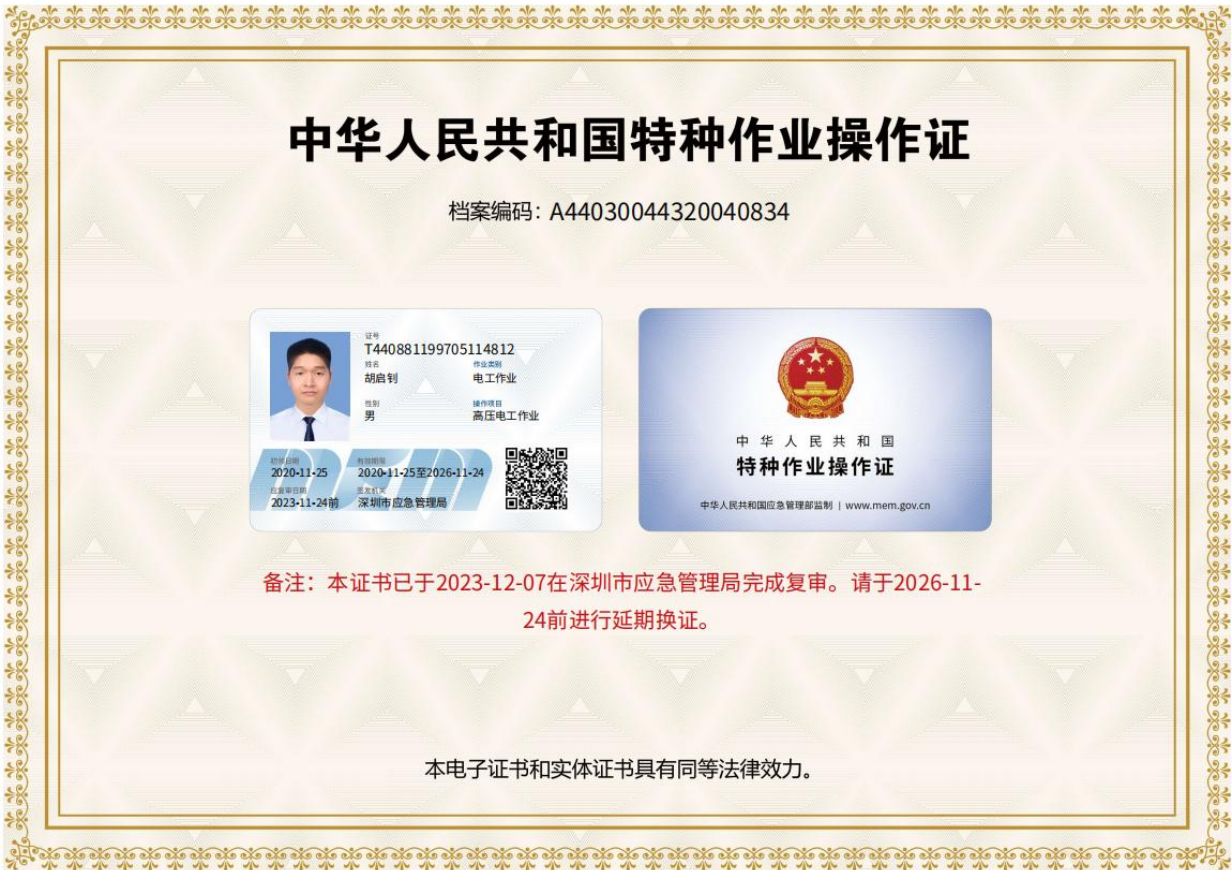 中华人民共和国特种作业操作证
档案编码：A44030044320040834
证号
T440881199705114812
姓名 作业类别
胡启钊 电工作业
性别 操作项目
男 高压电工作业
初领日期 有效期限
2020-11-25 2020-11-25至2026-11-24
应复审日期 签发机关
2023-11-24前 深圳市应急管理局
中华人民共和国
特种作业操作证
中华人民共和国应急管理部监制 | www.mem.gov.cn
备注：本证书已于2023-12-07在深圳市应急管理局完成复审。请于2026-11-
24前进行延期换证。
本电子证书和实体证书具有同等法律效力。